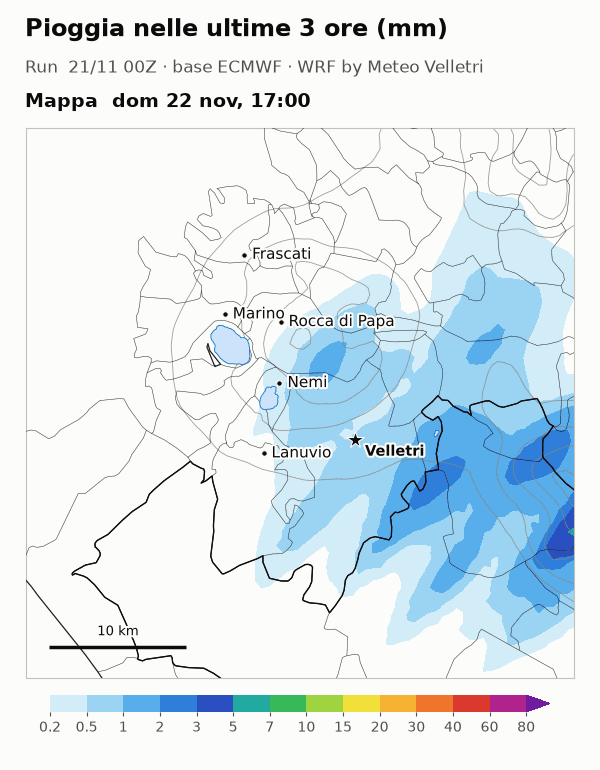 Pioggia nelle ultime 3 ore (mm)
Run  21/11 00Z · base ECMWF · WRF by Meteo Velletri
Mappa  dom 22 nov, 17:00
Frascati
Marino
Rocca di Papa
Nemi
Velletri
Lanuvio
10 km
0.2 0.5 1 2 3 5 7 10 15 20 30 40 60 80